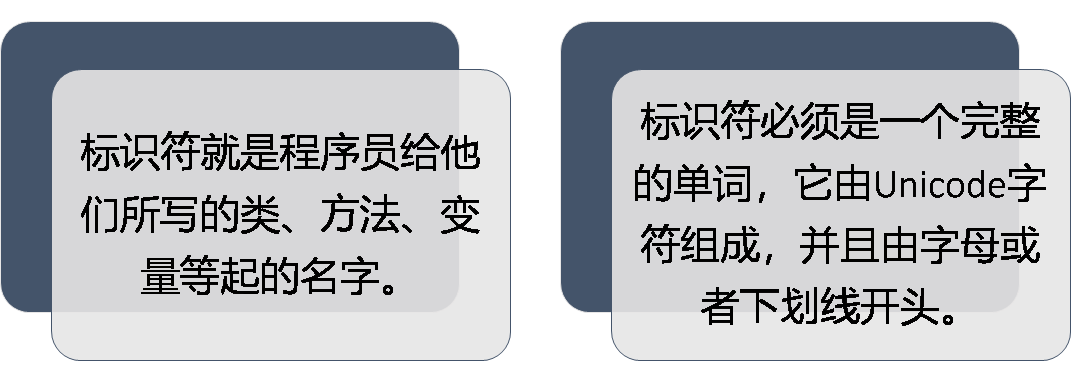 标识符就是程序员给他
们所写的类、方法、变
量等起的名字。
标识符必须是一个完整
的单词，它由Unicode字
符组成，并且由字母或
者下划线开头。